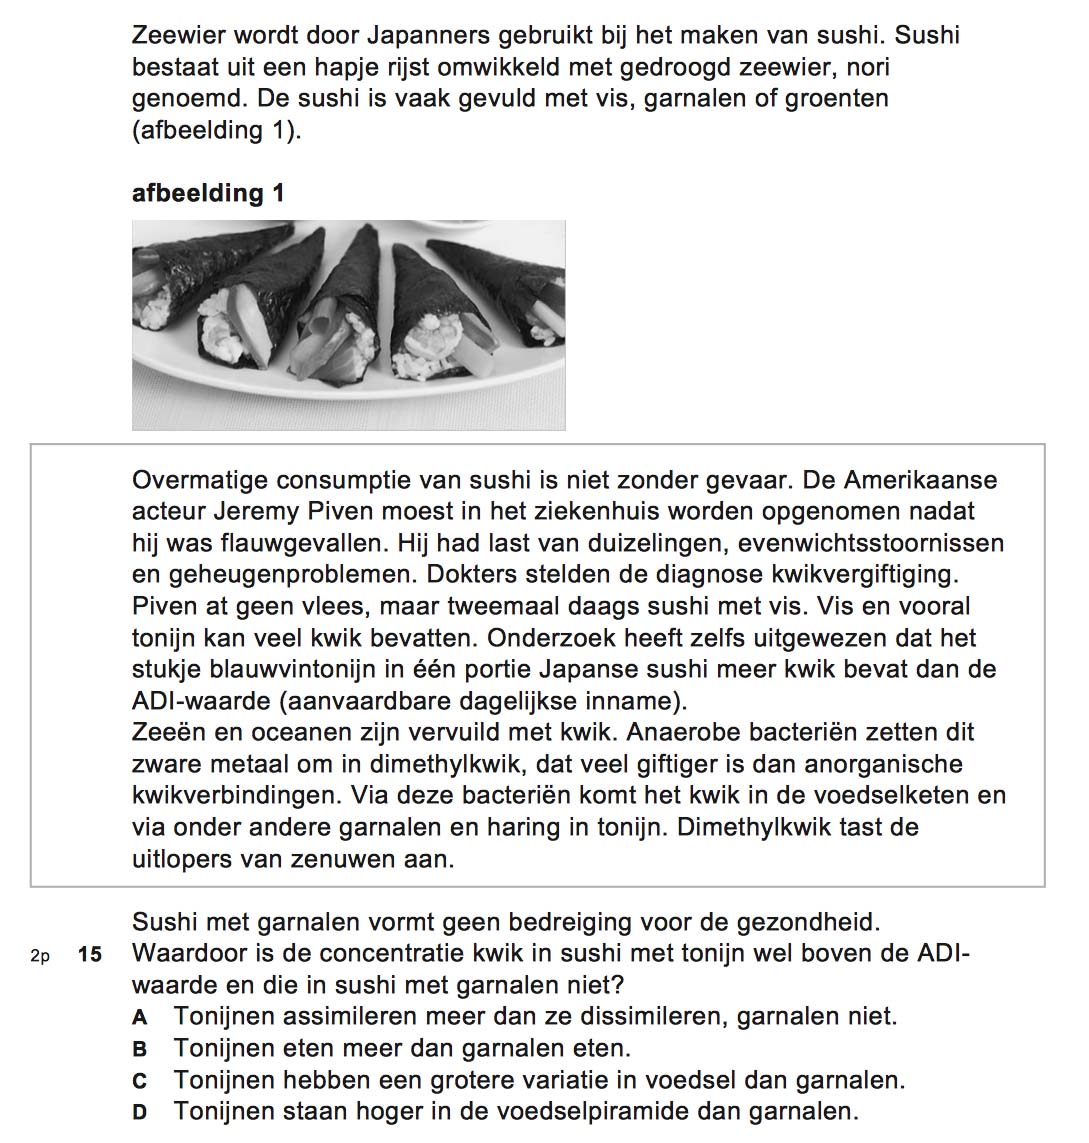 Zeewier wordt door Japanners gebruikt bij het maken van sushi. Sushi
bestaat uit een hapje rijst omwikkeld met gedroogd zeewier, nori
genoemd. De sushi is vaak gevuld met vis, garnalen of groenten
(afbeelding 1).
afbeelding 1
Overmatige consumptie van sushi is niet zonder gevaar. De Amerikaanse
acteur Jeremy Piven moest in het ziekenhuis worden opgenomen nadat
hij was flauwgevallen. Hij had last van duizelingen, evenwichtsstoornissen
en geheugenproblemen. Dokters stelden de diagnose kwikvergiftiging.
Piven at geen vlees, maar tweemaal daags sushi met vis. Vis en vooral
tonijn kan veel kwik bevatten. Onderzoek heeft zelfs uitgewezen dat het
stukje blauwvintonijn in één portie Japanse sushi meer kwik bevat dan de
ADI-waarde (aanvaardbare dagelijkse inname).
Zeeën en oceanen zijn vervuild met kwik. Anaerobe bacteriën zetten dit
zware metaal om in dimethylkwik, dat veel giftiger is dan anorganische
kwikverbindingen. Via deze bacteriën komt het kwik in de voedselketen en
via onder andere garnalen en haring in tonijn. Dimethylkwik tast de
uitlopers van zenuwen aan.
Sushi met garnalen vormt geen bedreiging voor de gezondheid.
2p 15 Waardoor is de concentratie kwik in sushi met tonijn wel boven de ADI-
waarde en die in sushi met garnalen niet?
A Tonijnen assimileren meer dan ze dissimileren, garnalen niet.
B Tonijnen eten meer dan garnalen eten.
C Tonijnen hebben een grotere variatie in voedsel dan garnalen.
D Tonijnen staan hoger in de voedselpiramide dan garnalen.